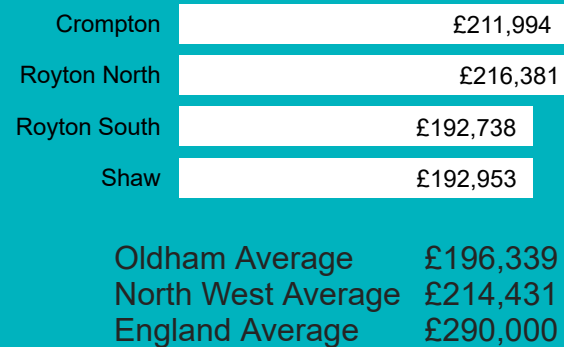 Crompton £211,994
Royton North £216,381
Royton South £192,738
Shaw £192,953
Oldham Average £196,339
North West Average £214,431
England Average £290,000